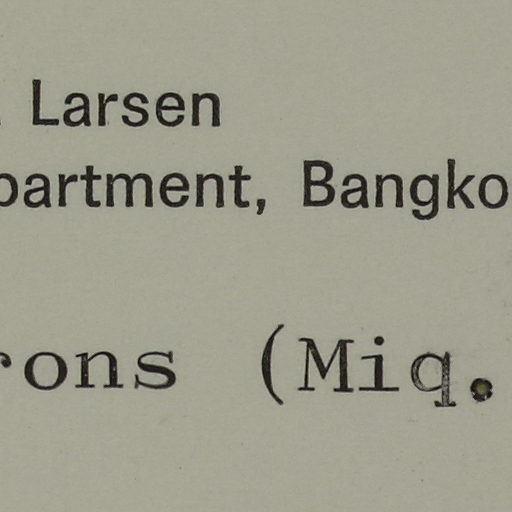 Larsen
partment, Bangko
rons (Miq.